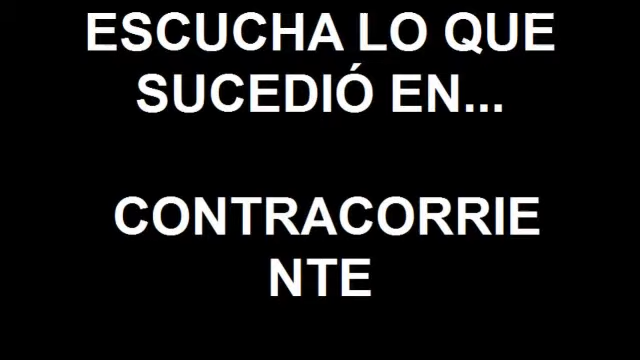 ESCUCHA LO QUE
SUCEDIÓ EN...
CONTRACORRIE
NTE